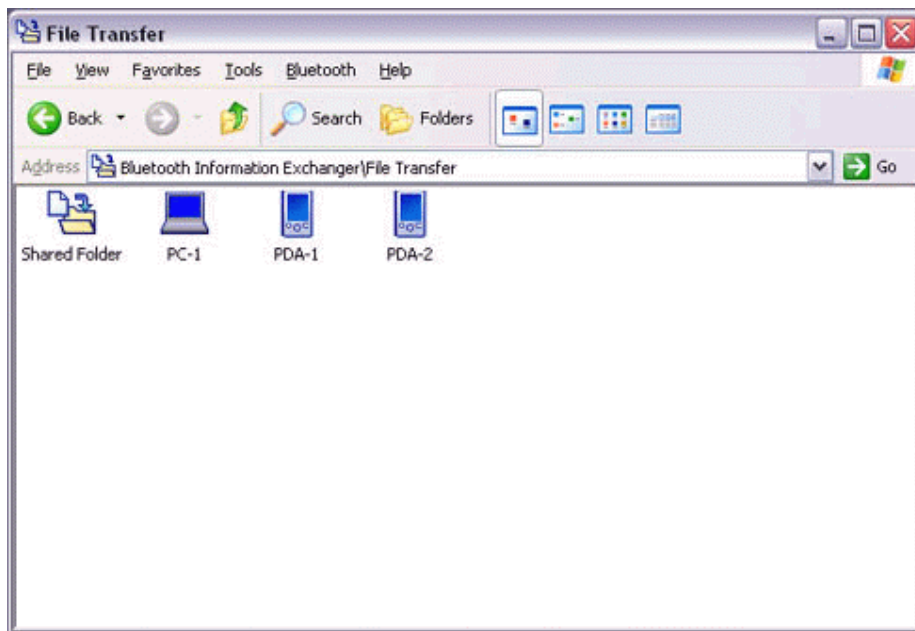 File Transfer
File View Favorites Tools Bluetooth Help
Back Search Folders
Address Bluetooth Information Exchanger\File Transfer Go
Shared Folder PC-1 PDA-1 PDA-2